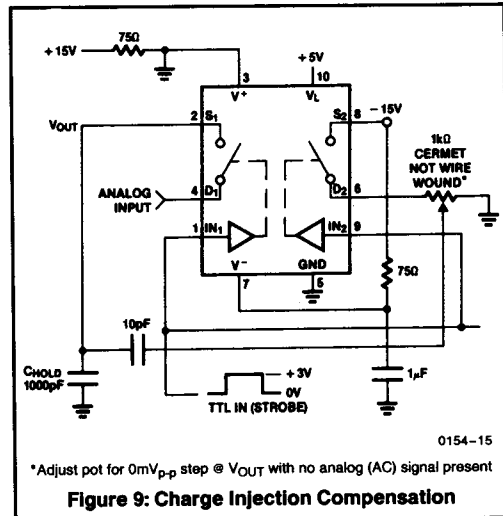 75Ω
+15V
+5V
3
10
V+
VL
-15V
2
S1
S2
8
VOUT
1kΩ
CERMET
NOT WIRE
WOUND*
ANALOG
INPUT
4
D1
D2
6
1
IN1
IN2
9
V-
GND
7
5
75Ω
10pF
CHOLD
1000pF
+3V
0V
TTL IN (STROBE)
1μF
0154-15
*Adjust pot for 0mVp-p step @ VOUT with no analog (AC) signal present
Figure 9: Charge Injection Compensation